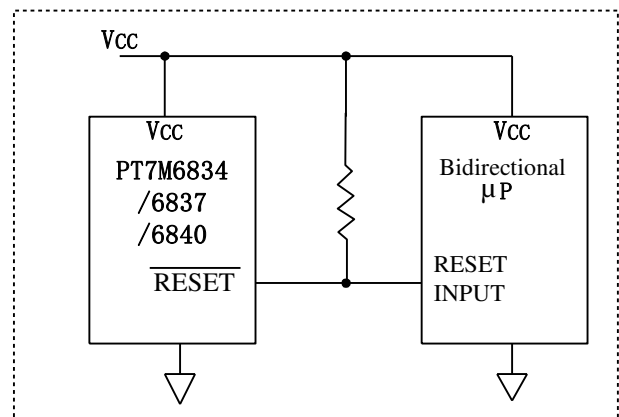 VCC
VCC
PT7M6834
/6837
/6840
RESET
VCC
Bidirectional
μP
RESET
INPUT